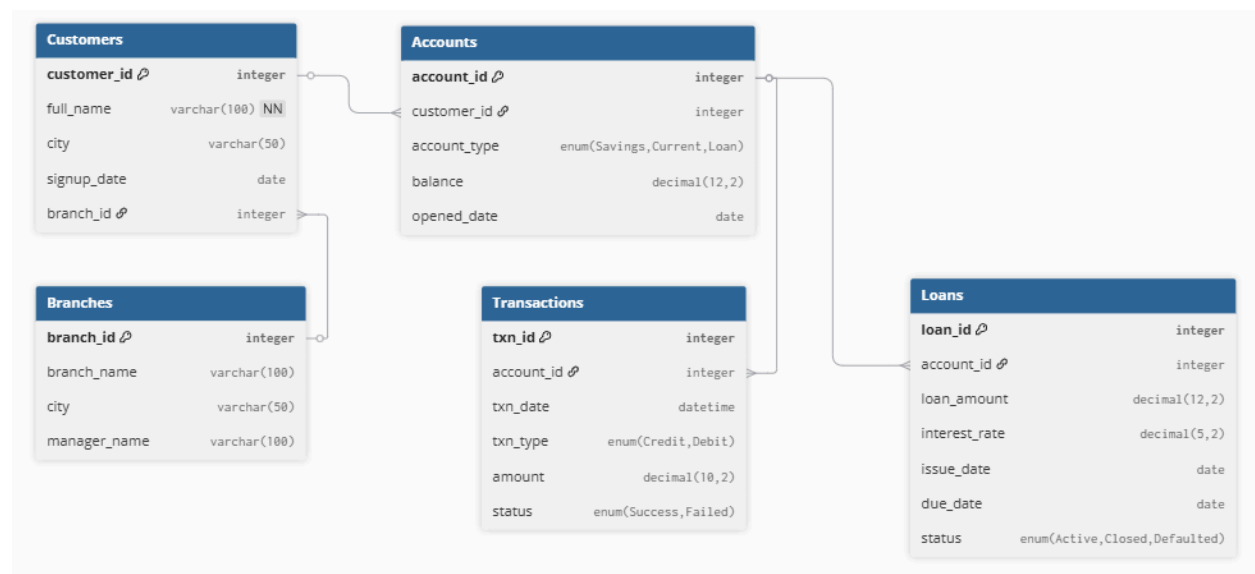 Customers
customer_id integer
full_name varchar(100) NN
city varchar(50)
signup_date date
branch_id integer
Accounts
account_id integer
customer_id integer
account_type enum(Savings,Current,Loan)
balance decimal(12,2)
opened_date date
Branches
branch_id integer
branch_name varchar(100)
city varchar(50)
manager_name varchar(100)
Transactions
txn_id integer
account_id integer
txn_date datetime
txn_type enum(Credit,Debit)
amount decimal(10,2)
status enum(Success,Failed)
Loans
loan_id integer
account_id integer
loan_amount decimal(12,2)
interest_rate decimal(5,2)
issue_date date
due_date date
status enum(Active,Closed,Defaulted)